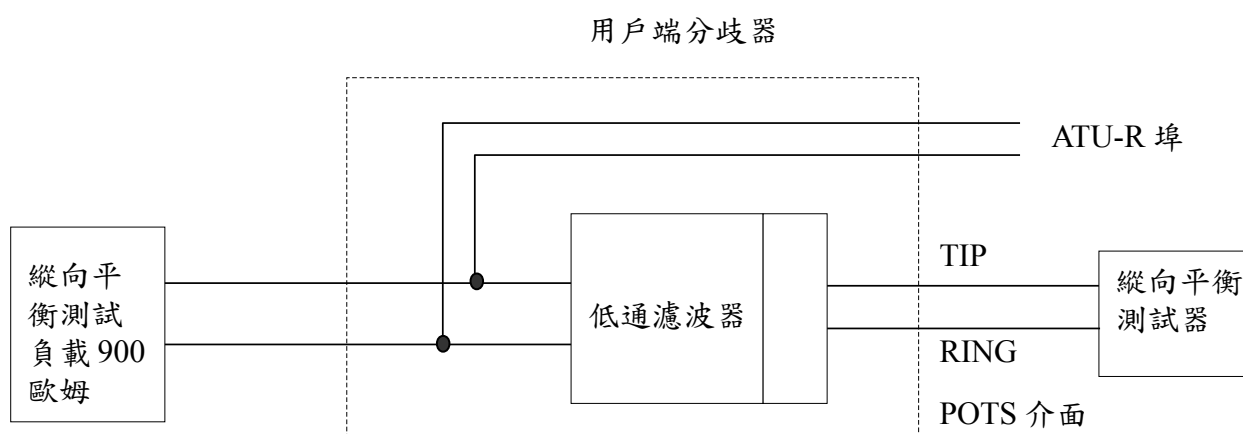 用戶端分歧器
ATU-R 埠
縱向平
衡測試
負載 900
歐姆
低通濾波器
TIP
RING
POTS 介面
縱向平衡
測試器